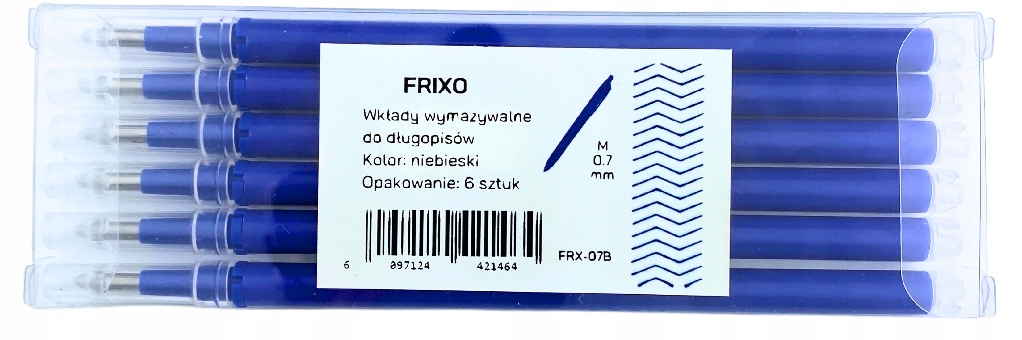 FRIXO
Wkłady wymazywalne
do długopisów
Kolor: niebieski
Opakowanie: 6 sztuk
M
0.7
mm
FRX-07B
6 097124 421464